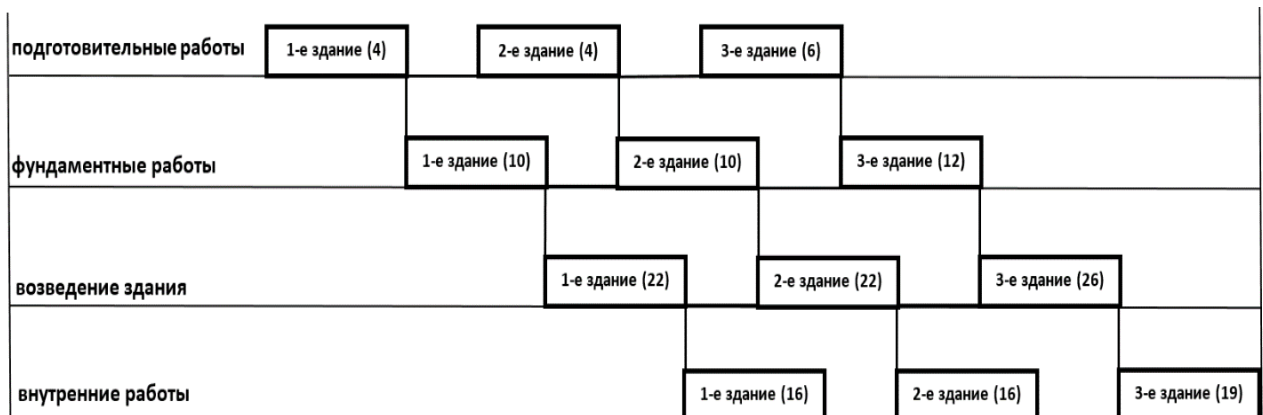 подготовительные работы
1-е здание (4)
2-е здание (4)
3-е здание (6)
фундаментные работы
1-е здание (10)
2-е здание (10)
3-е здание (12)
возведение здания
1-е здание (22)
2-е здание (22)
3-е здание (26)
внутренние работы
1-е здание (16)
2-е здание (16)
3-е здание (19)